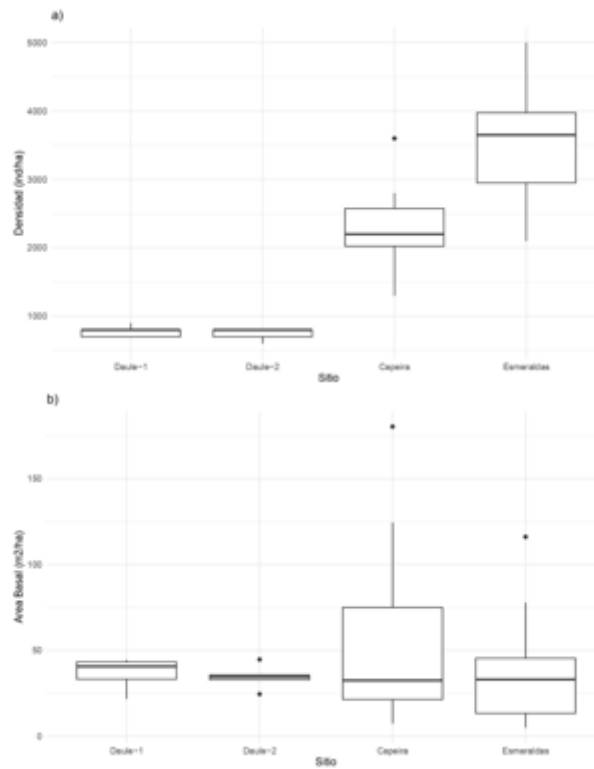 a)
Densidad (ind/ha)
5000
4000
3000
2000
1000
Daule-1
Daule-2
Capeira
Esmeraldas
Sitio
b)
Area Basal (m2/ha)
150
100
50
0
Daule-1
Daule-2
Capeira
Esmeraldas
Sitio